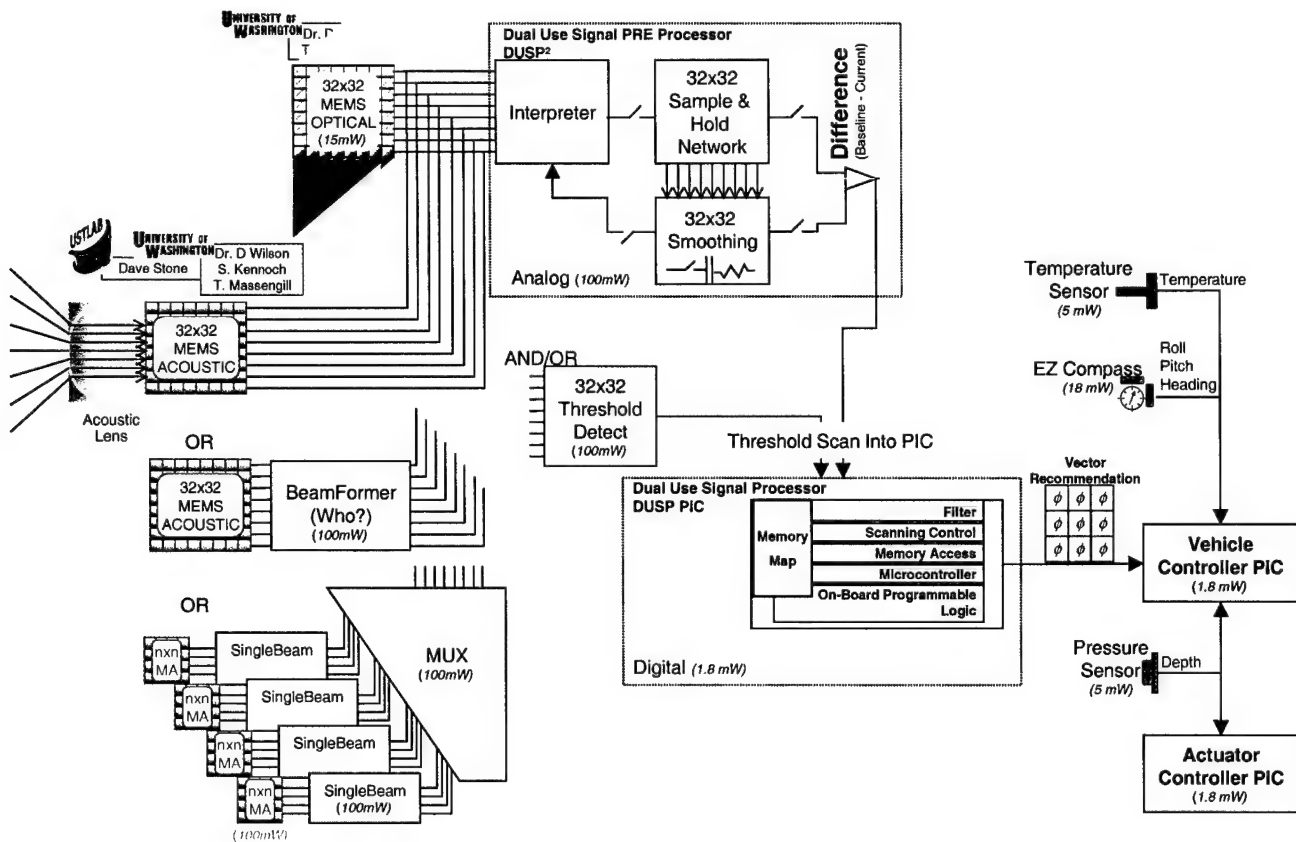 UNIVERSITY OF
WASHINGTON
Dr.
T
32x32
MEMS
OPTICAL
(15mW)
Dual Use Signal PRE Processor
DUSP²
Interpreter
32x32
Sample &
Hold
Network
32x32
Smoothing
Analog (100mW)
Difference
(Baseline - Current)
USTLAB
Dave Stone
UNIVERSITY OF
WASHINGTON
Dr. D Wilson
S. Kennoch
T. Massengill
32x32
MEMS
ACOUSTIC
Acoustic
Lens
AND/OR
32x32
Threshold
Detect
(100mW)
Threshold Scan Into PIC
Temperature
Sensor
(5 mW)
Temperature
EZ Compass
(18 mW)
Roll
Pitch
Heading
OR
32x32
MEMS
ACOUSTIC
BeamFormer
(Who?)
(100mW)
Dual Use Signal Processor
DUSP PiC
Memory
Map
Filter
Scanning Control
Memory Access
Microcontroller
On-Board Programmable
Logic
Digital (1.8 mW)
Vector
Recommendation
ϕ ϕ ϕ
ϕ ϕ ϕ
ϕ ϕ ϕ
Vehicle
Controller PiC
(1.8 mW)
Pressure
Sensor
(5 mW)
Depth
Actuator
Controller PIC
(1.8 mW)
OR
nxn
MA
SingleBeam
nxn
MA
SingleBeam
nxn
MA
SingleBeam
nxn
MA
SingleBeam
(100mW)
(100mW)
MUX
(100mW)